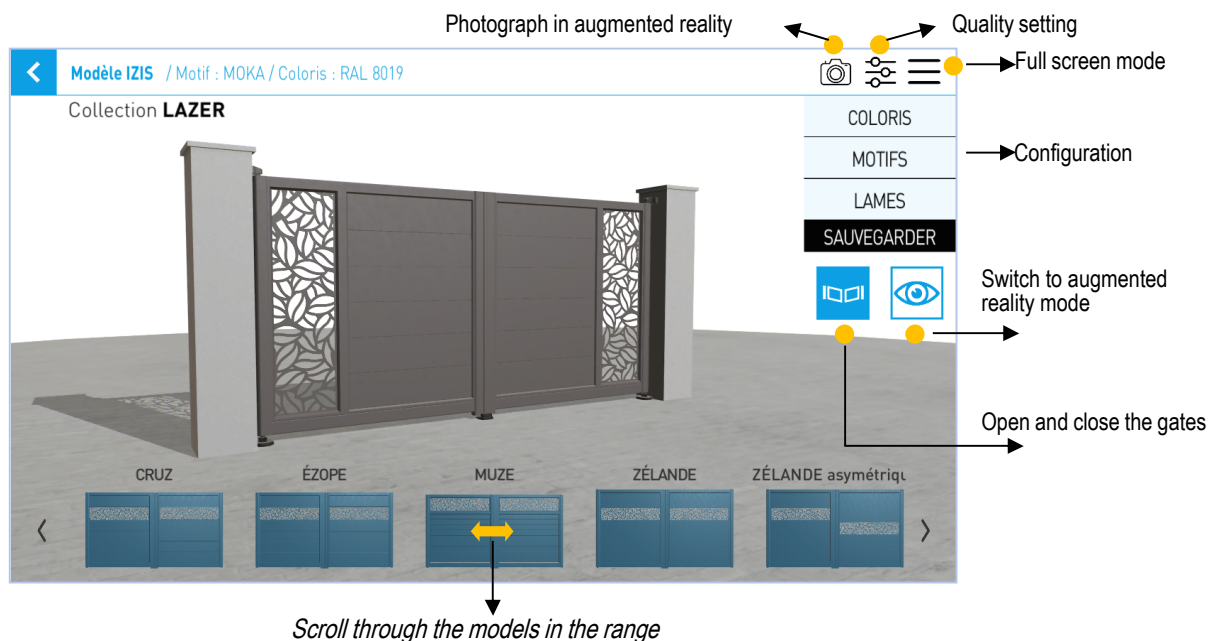 Photograph in augmented reality
Quality setting
Full screen mode
Modèle IZIS / Motif : MOKA / Coloris : RAL 8019
Collection LAZER
COLORIS
MOTIFS
Configuration
LAMES
SAUVEGARDER
Switch to augmented
reality mode
Open and close the gates
CRUZ
ÉZOPE
MUZE
ZÉLANDE
ZÉLANDE asymétriqu
Scroll through the models in the range